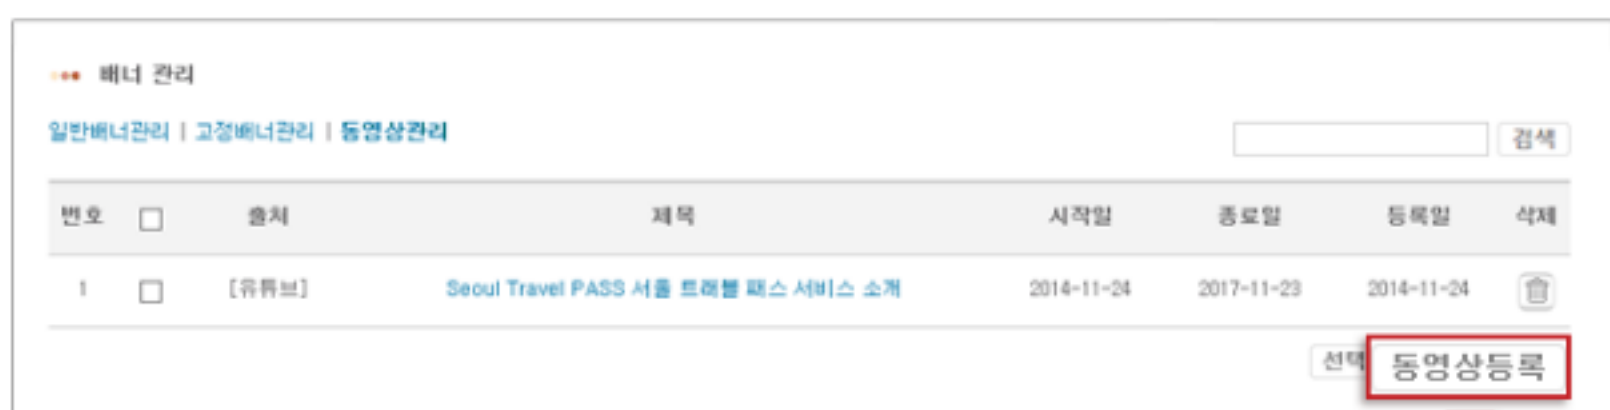 배너 관리
일반배너관리 | 고정배너관리 | 동영상관리
검색
번호 출처 제목 시작일 종료일 등록일 삭제
1 [유튜브] Seoul Travel PASS 서울 트래블 패스 서비스 소개 2014-11-24 2017-11-23 2014-11-24
선택 동영상등록